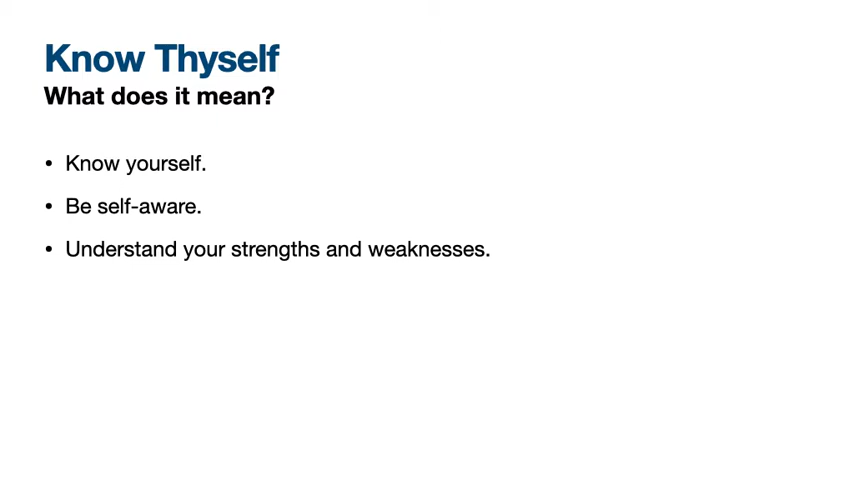 Know Thyself
What does it mean?
• Know yourself.
• Be self-aware.
• Understand your strengths and weaknesses.